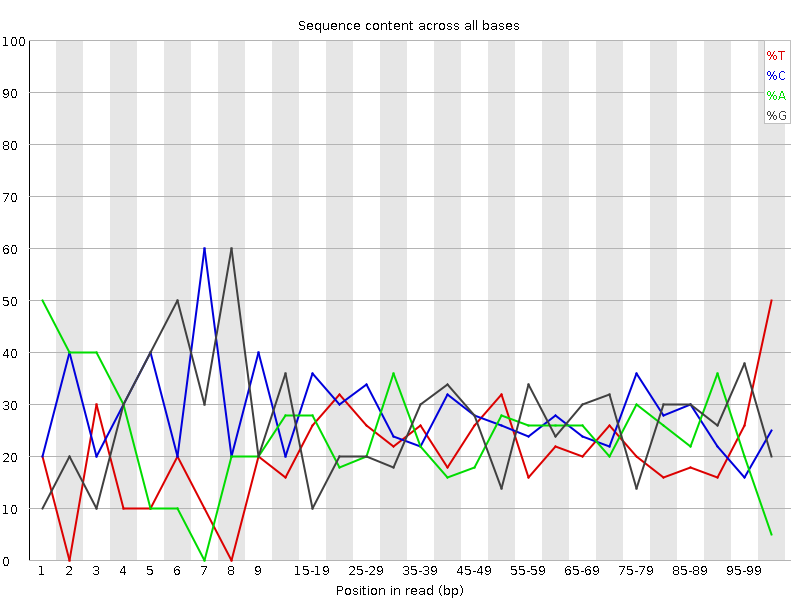 Sequence content across all bases
100
90
80
70
60
50
40
30
20
10
0
%T
%C
%A
%G
1 2 3 4 5 6 7 8 9 15-19 25-29 35-39 45-49 55-59 65-69 75-79 85-89 95-99
Position in read (bp)